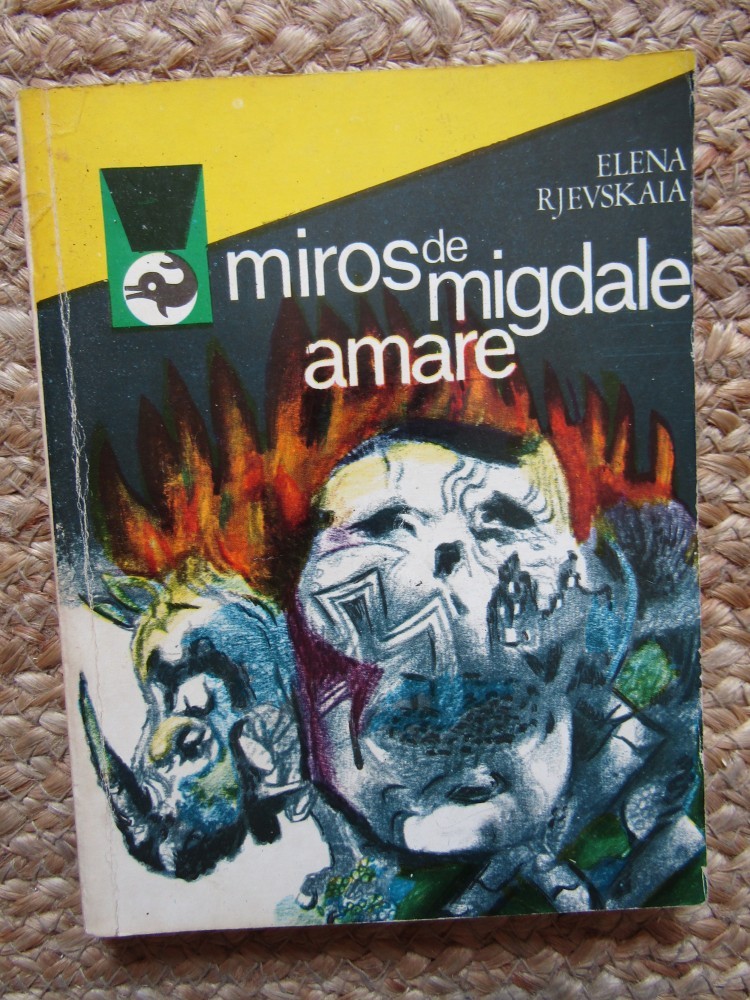 ELENA
RJEVSKAIA
miros de
migdale
amare